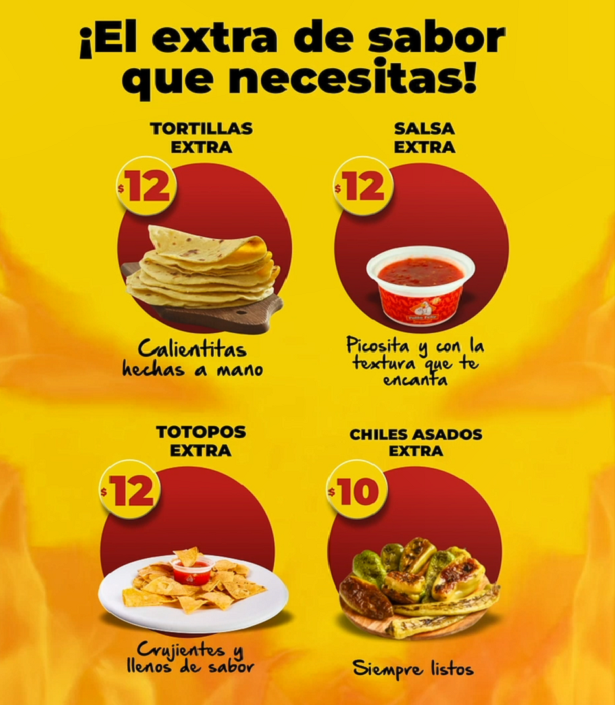 ¡El extra de sabor
que necesitas!
TORTILLAS
EXTRA
$12
Calientitas
hechas a mano
SALSA
EXTRA
$12
Picosita y con la
textura que te
encanta
TOTOPOS
EXTRA
$12
Crujientes y
llenos de sabor
CHILES ASADOS
EXTRA
$10
Siempre listos